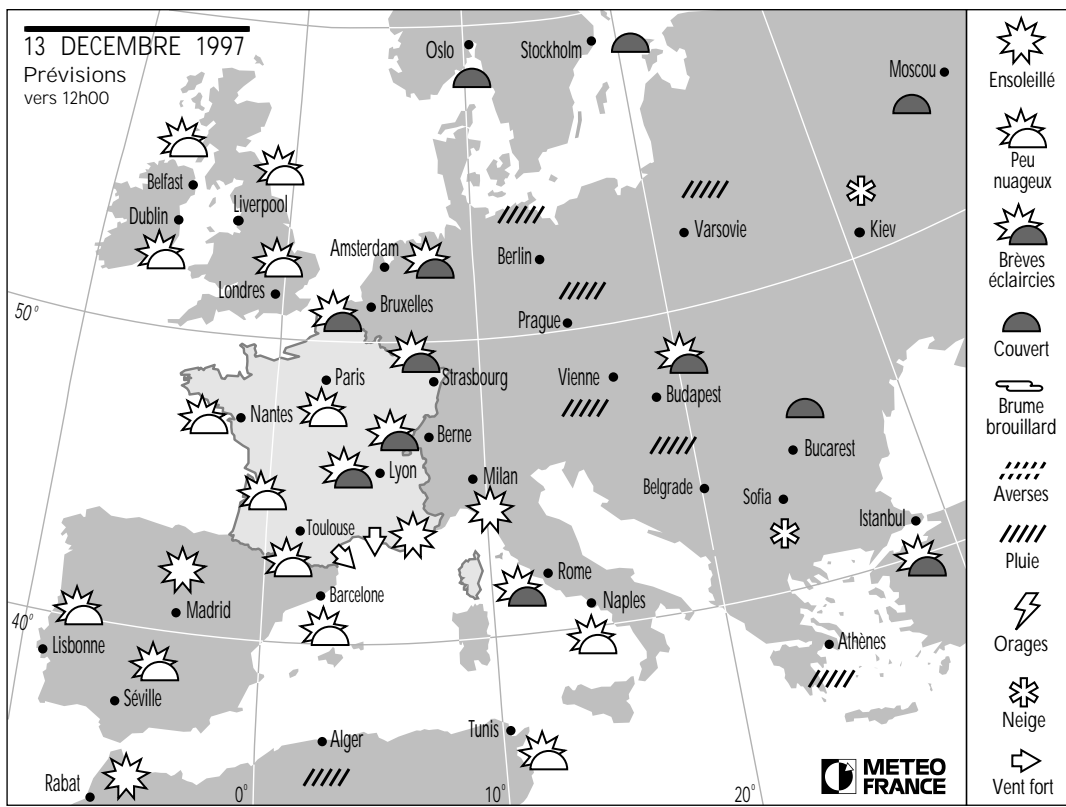 13 DECEMBRE 1997
Prévisions
vers 12h00
Oslo
Stockholm
Moscou
Belfast
Dublin
Liverpool
Londres
Amsterdam
Bruxelles
Berlin
Varsovie
Kiev
Prague
50°
Paris
Strasbourg
Vienne
Budapest
Nantes
Berne
Bucarest
Lyon
Milan
Belgrade
Sofia
Istanbul
Toulouse
Rome
Barcelone
Naples
Madrid
40°
Lisbonne
Athènes
Séville
Tunis
Alger
Rabat
0°
10°
20°
METEO
FRANCE
Ensoleillé
Peu
nuageux
Brèves
éclaircies
Couvert
Brume
brouillard
Averses
Pluie
Orages
Neige
Vent fort